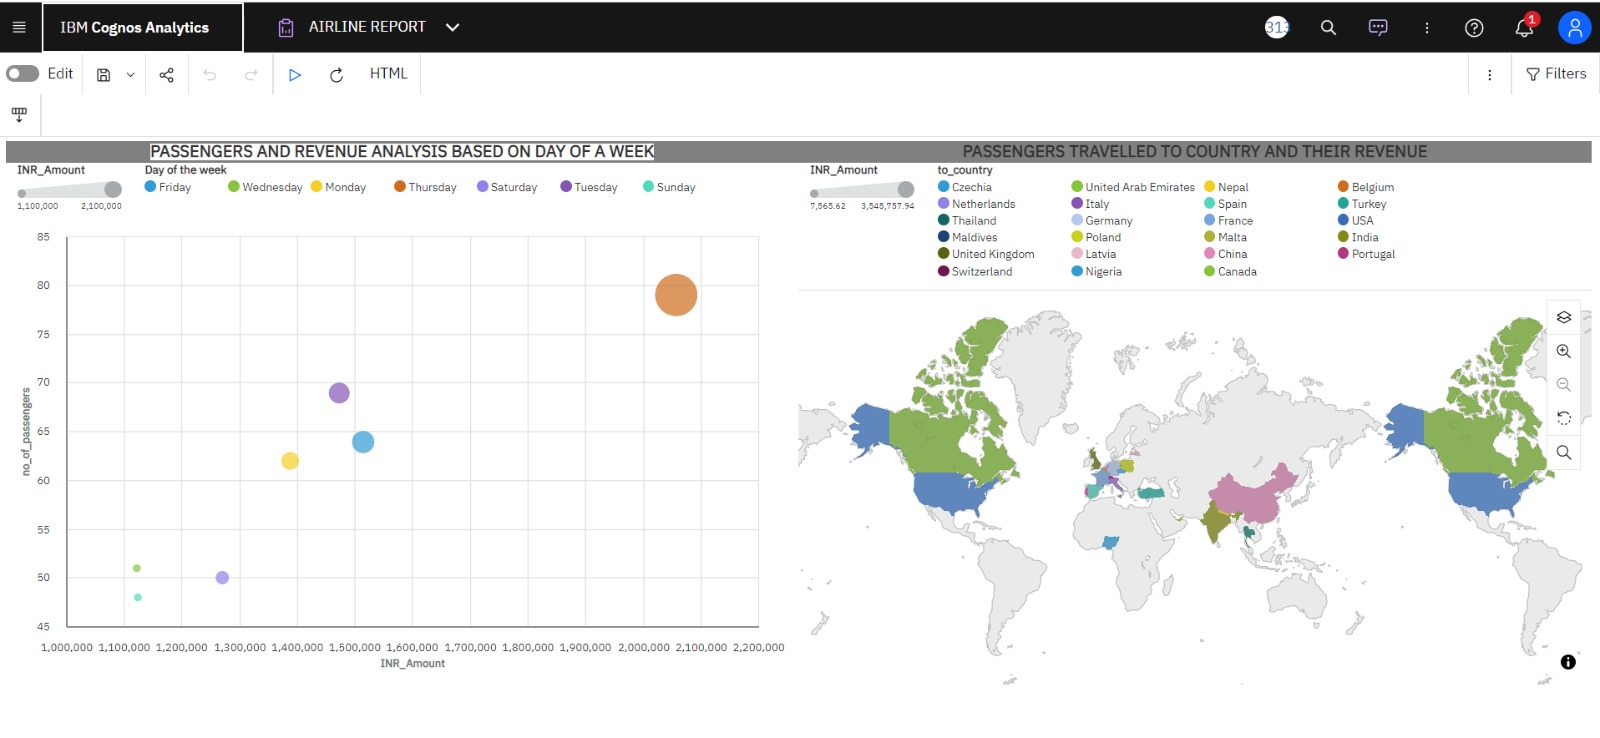 IBM Cognos Analytics
AIRLINE REPORT
313
1
Edit
HTML
Filters
PASSENGERS AND REVENUE ANALYSIS BASED ON DAY OF A WEEK
INR_Amount
1,100,000 2,100,000
Day of the week
Friday Wednesday Monday Thursday Saturday Tuesday Sunday
85
80
75
70
65
60
55
50
45
no_of_passengers
1,000,000 1,100,000 1,200,000 1,300,000 1,400,000 1,500,000 1,600,000 1,700,000 1,800,000 1,900,000 2,000,000 2,100,000 2,200,000
INR_Amount
PASSENGERS TRAVELLED TO COUNTRY AND THEIR REVENUE
INR_Amount
7,565.62 3,545,757.94
to_country
Czechia United Arab Emirates Nepal Belgium
Netherlands Italy Spain Turkey
Thailand Germany France USA
Maldives Poland Malta India
United Kingdom Latvia China Portugal
Switzerland Nigeria Canada